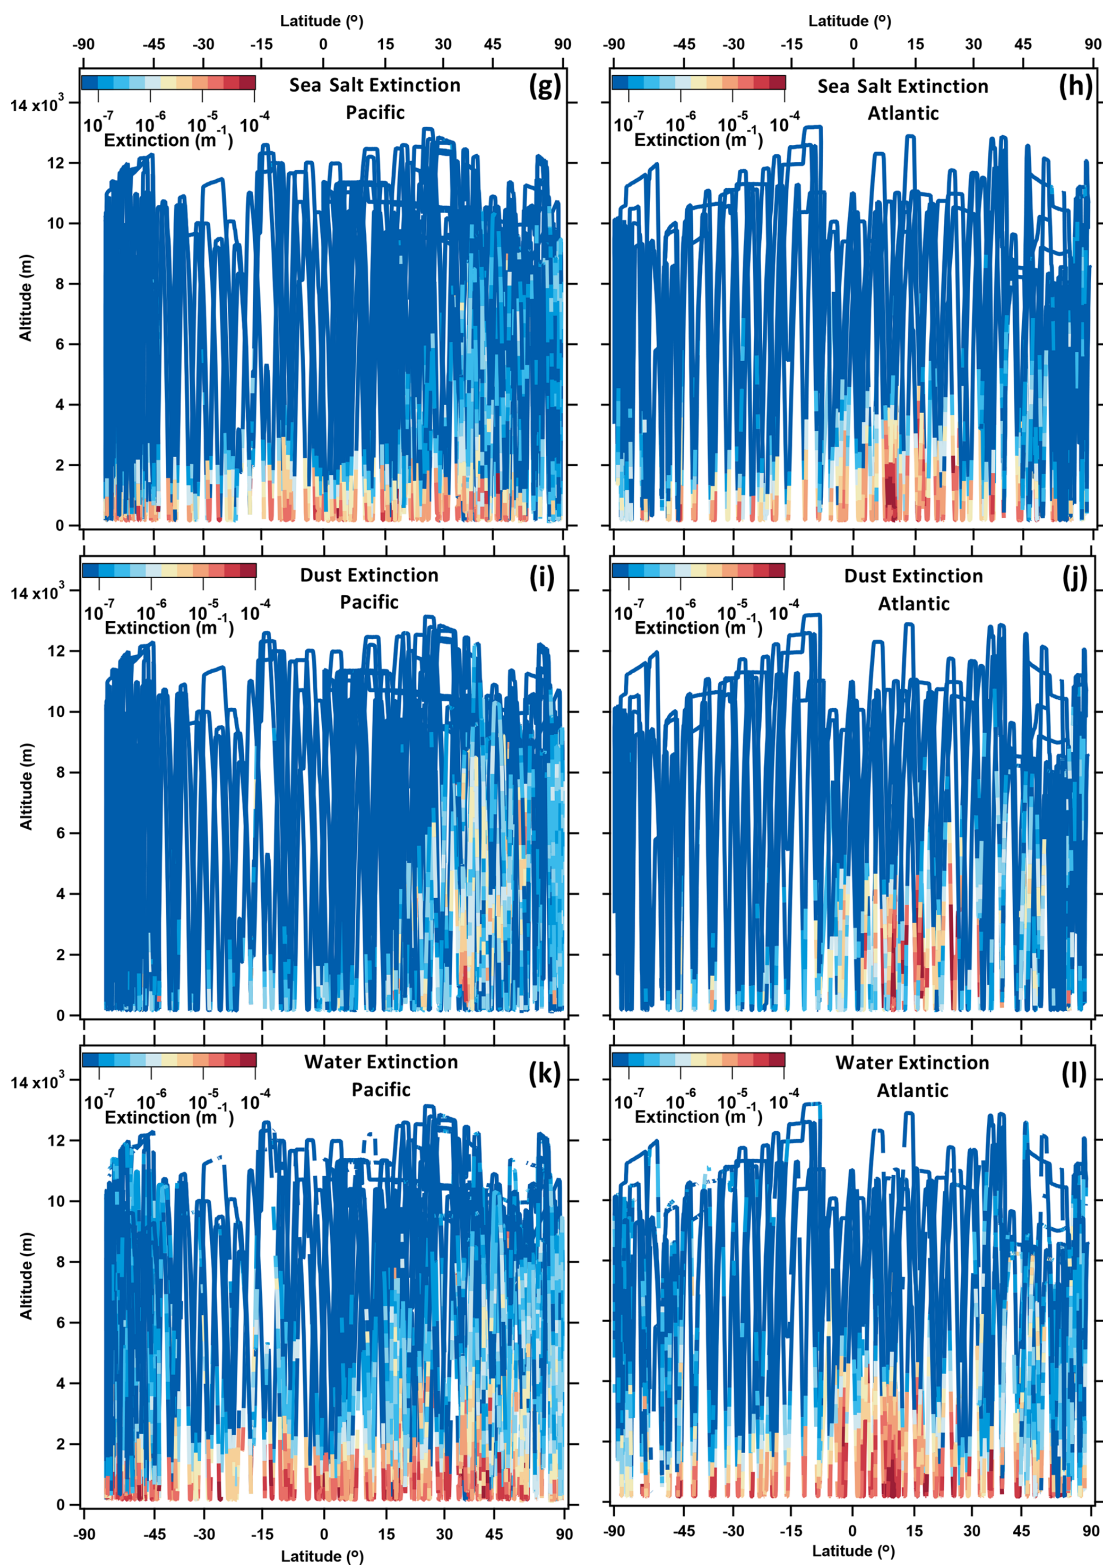 Latitude (°)
Latitude (°)
-90 -45 -30 -15 0 15 30 45 90
-90 -45 -30 -15 0 15 30 45 90
Sea Salt Extinction
Pacific
(g)
10-7 10-6 10-5 10-4
Extinction (m-1)
14 x103
12
10
8
6
4
2
0
Altitude (m)
Sea Salt Extinction
Atlantic
(h)
10-7 10-6 10-5 10-4
Extinction (m-1)
Dust Extinction
Pacific
(i)
10-7 10-6 10-5 10-4
Extinction (m-1)
14 x103
12
10
8
6
4
2
0
Altitude (m)
Dust Extinction
Atlantic
(j)
10-7 10-6 10-5 10-4
Extinction (m-1)
Water Extinction
Pacific
(k)
10-7 10-6 10-5 10-4
Extinction (m-1)
14 x103
12
10
8
6
4
2
0
Altitude (m)
Water Extinction
Atlantic
(l)
10-7 10-6 10-5 10-4
Extinction (m-1)
-90 -45 -30 -15 0 15 30 45 90
-90 -45 -30 -15 0 15 30 45 90
Latitude (°)
Latitude (°)